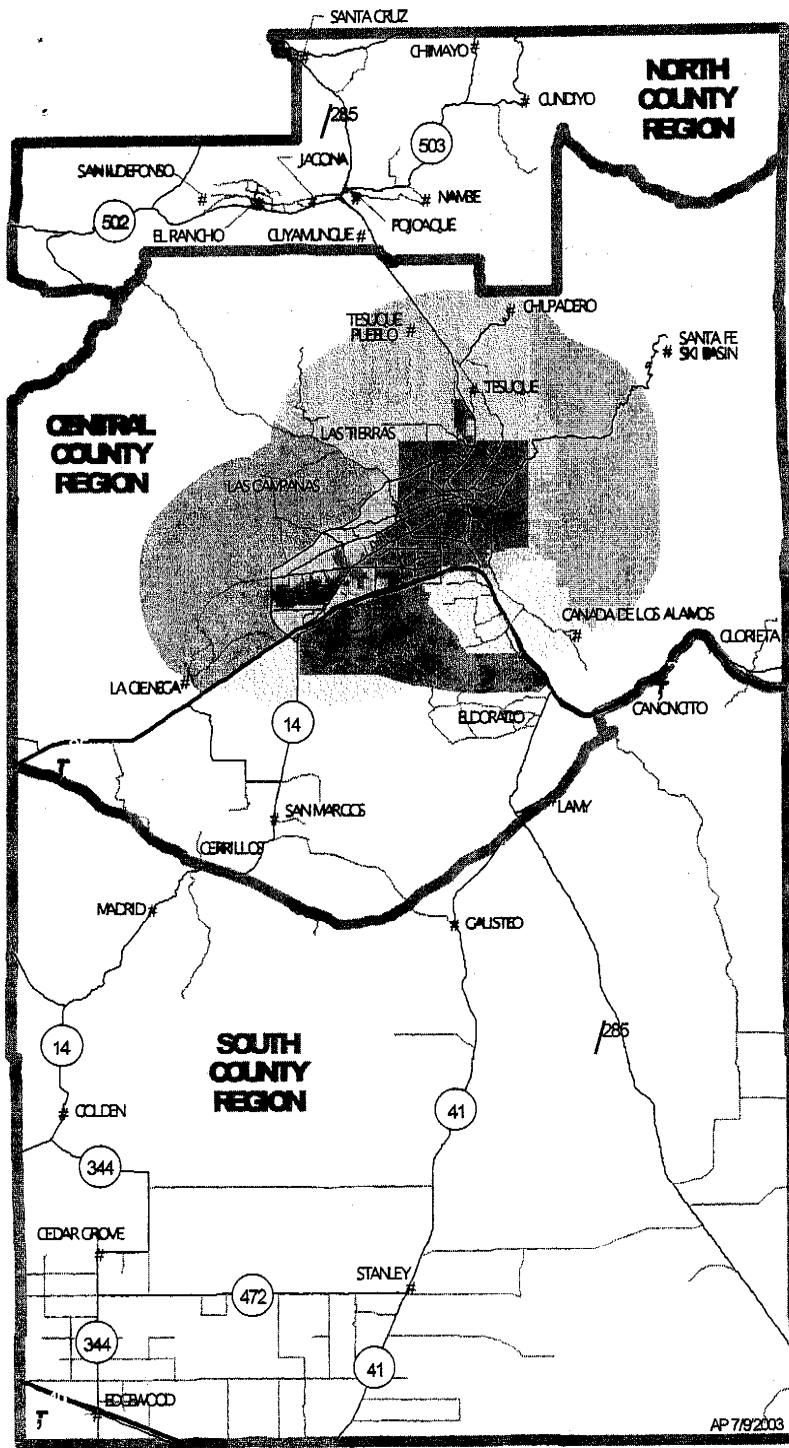 SANTA CRUZ
CHIMAYO
NORTH
COUNTY
REGION
CUNDIYO
285
503
SAN ILDEFONSO
JACONA
NAMBE
502
EL RANCHO
CUYAMUNGUE
POJOAQUE
CHUPADERO
TESUQUE
PUEBLO
SANTA FE
SKI BASIN
TESUQUE
CENTRAL
COUNTY
REGION
LAS TIERRAS
LAS CAMPANAS
CANADA DE LOS ALAMOS
GLORIETA
LA CIENEGA
CANONCITO
14
ELDORADO
SAN MARCOS
LAMY
CERRILLOS
MADRID
GALISTEO
285
SOUTH
COUNTY
REGION
14
41
GOLDEN
344
CEDAR GROVE
STANLEY
472
344
41
EDGEWOOD
AP 7/9/2003